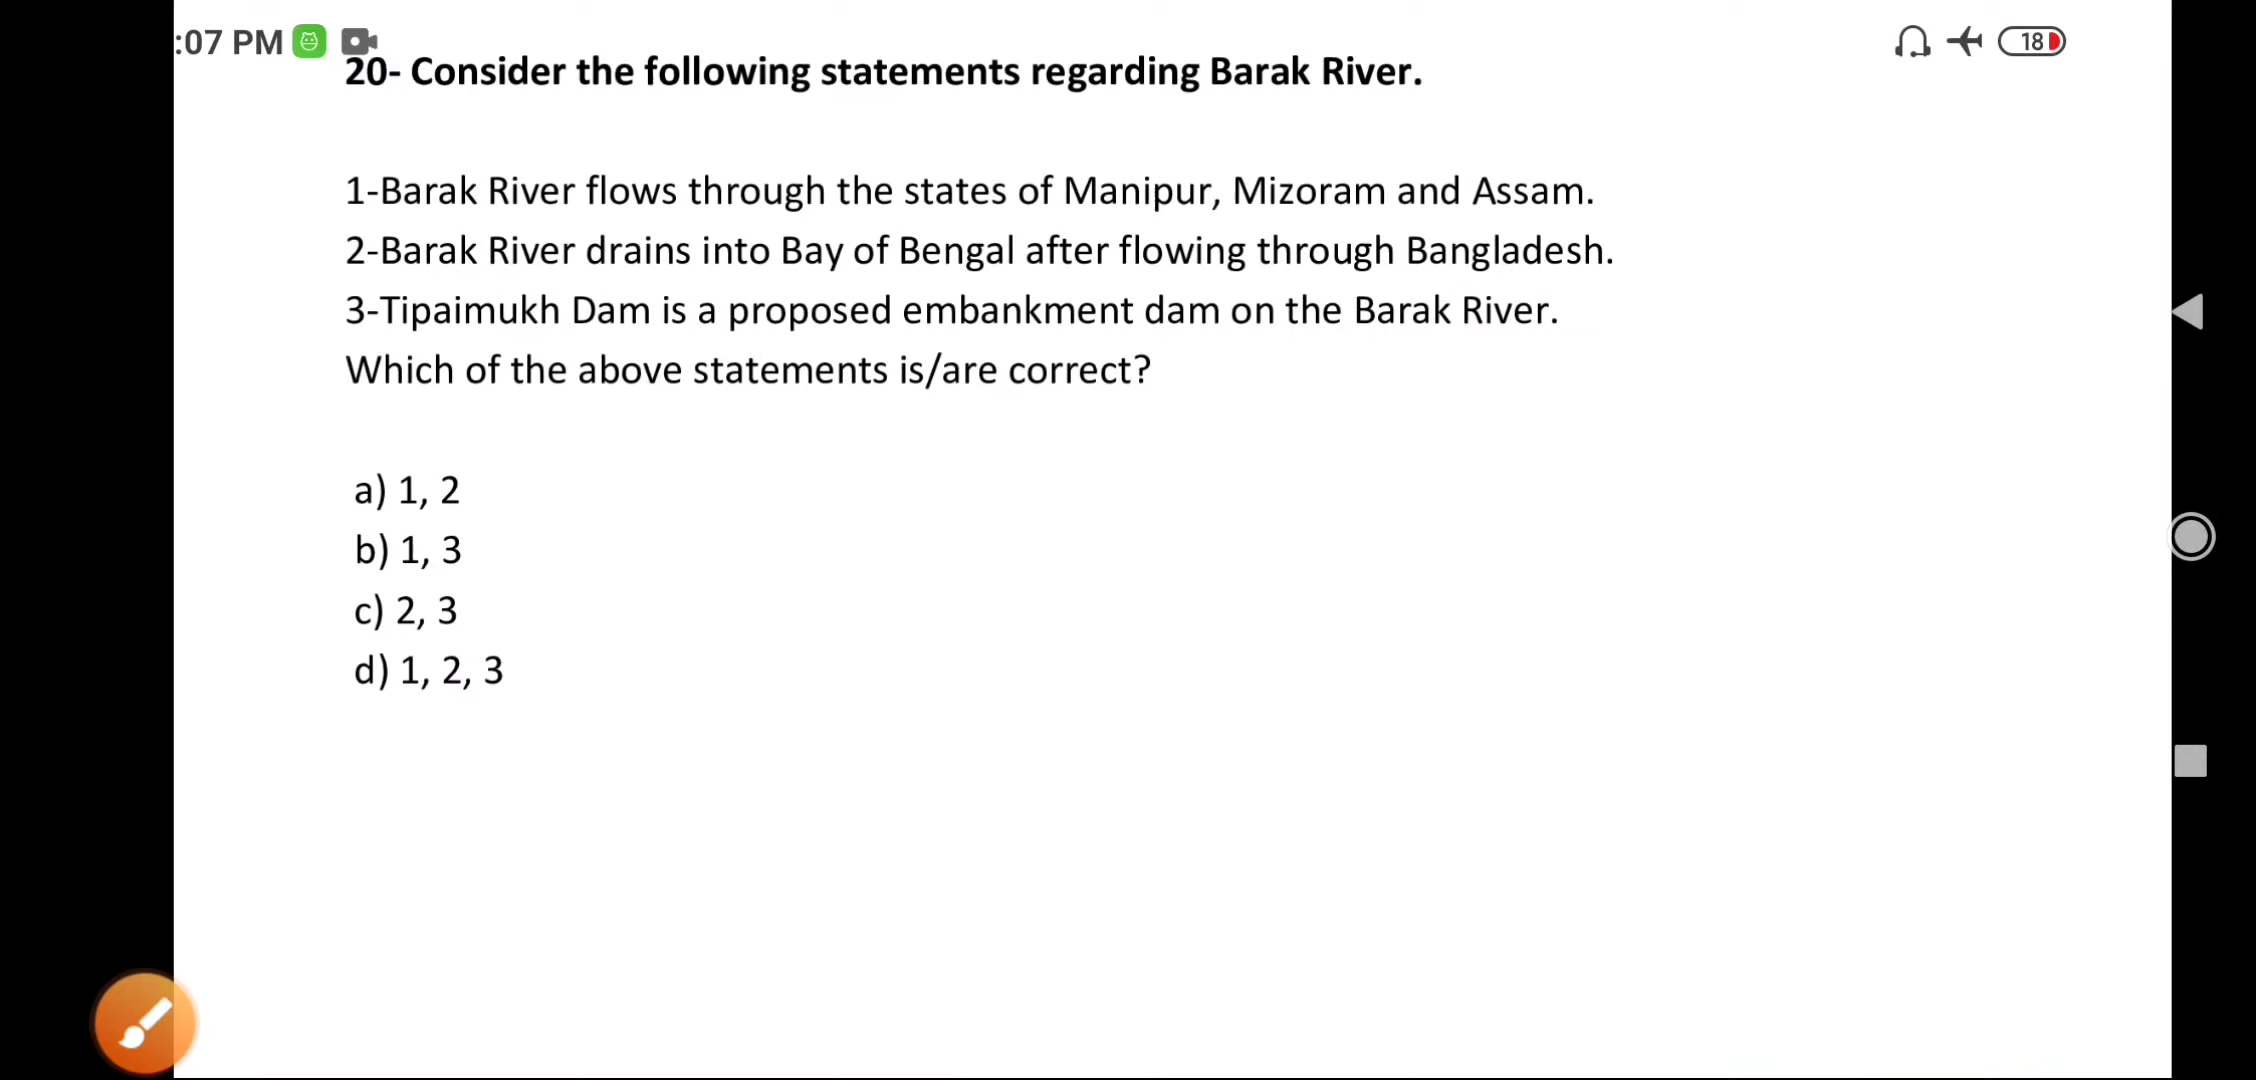 :07 PM
18
20- Consider the following statements regarding Barak River.
1-Barak River flows through the states of Manipur, Mizoram and Assam.
2-Barak River drains into Bay of Bengal after flowing through Bangladesh.
3-Tipaimukh Dam is a proposed embankment dam on the Barak River.
Which of the above statements is/are correct?
a) 1, 2
b) 1, 3
c) 2, 3
d) 1, 2, 3